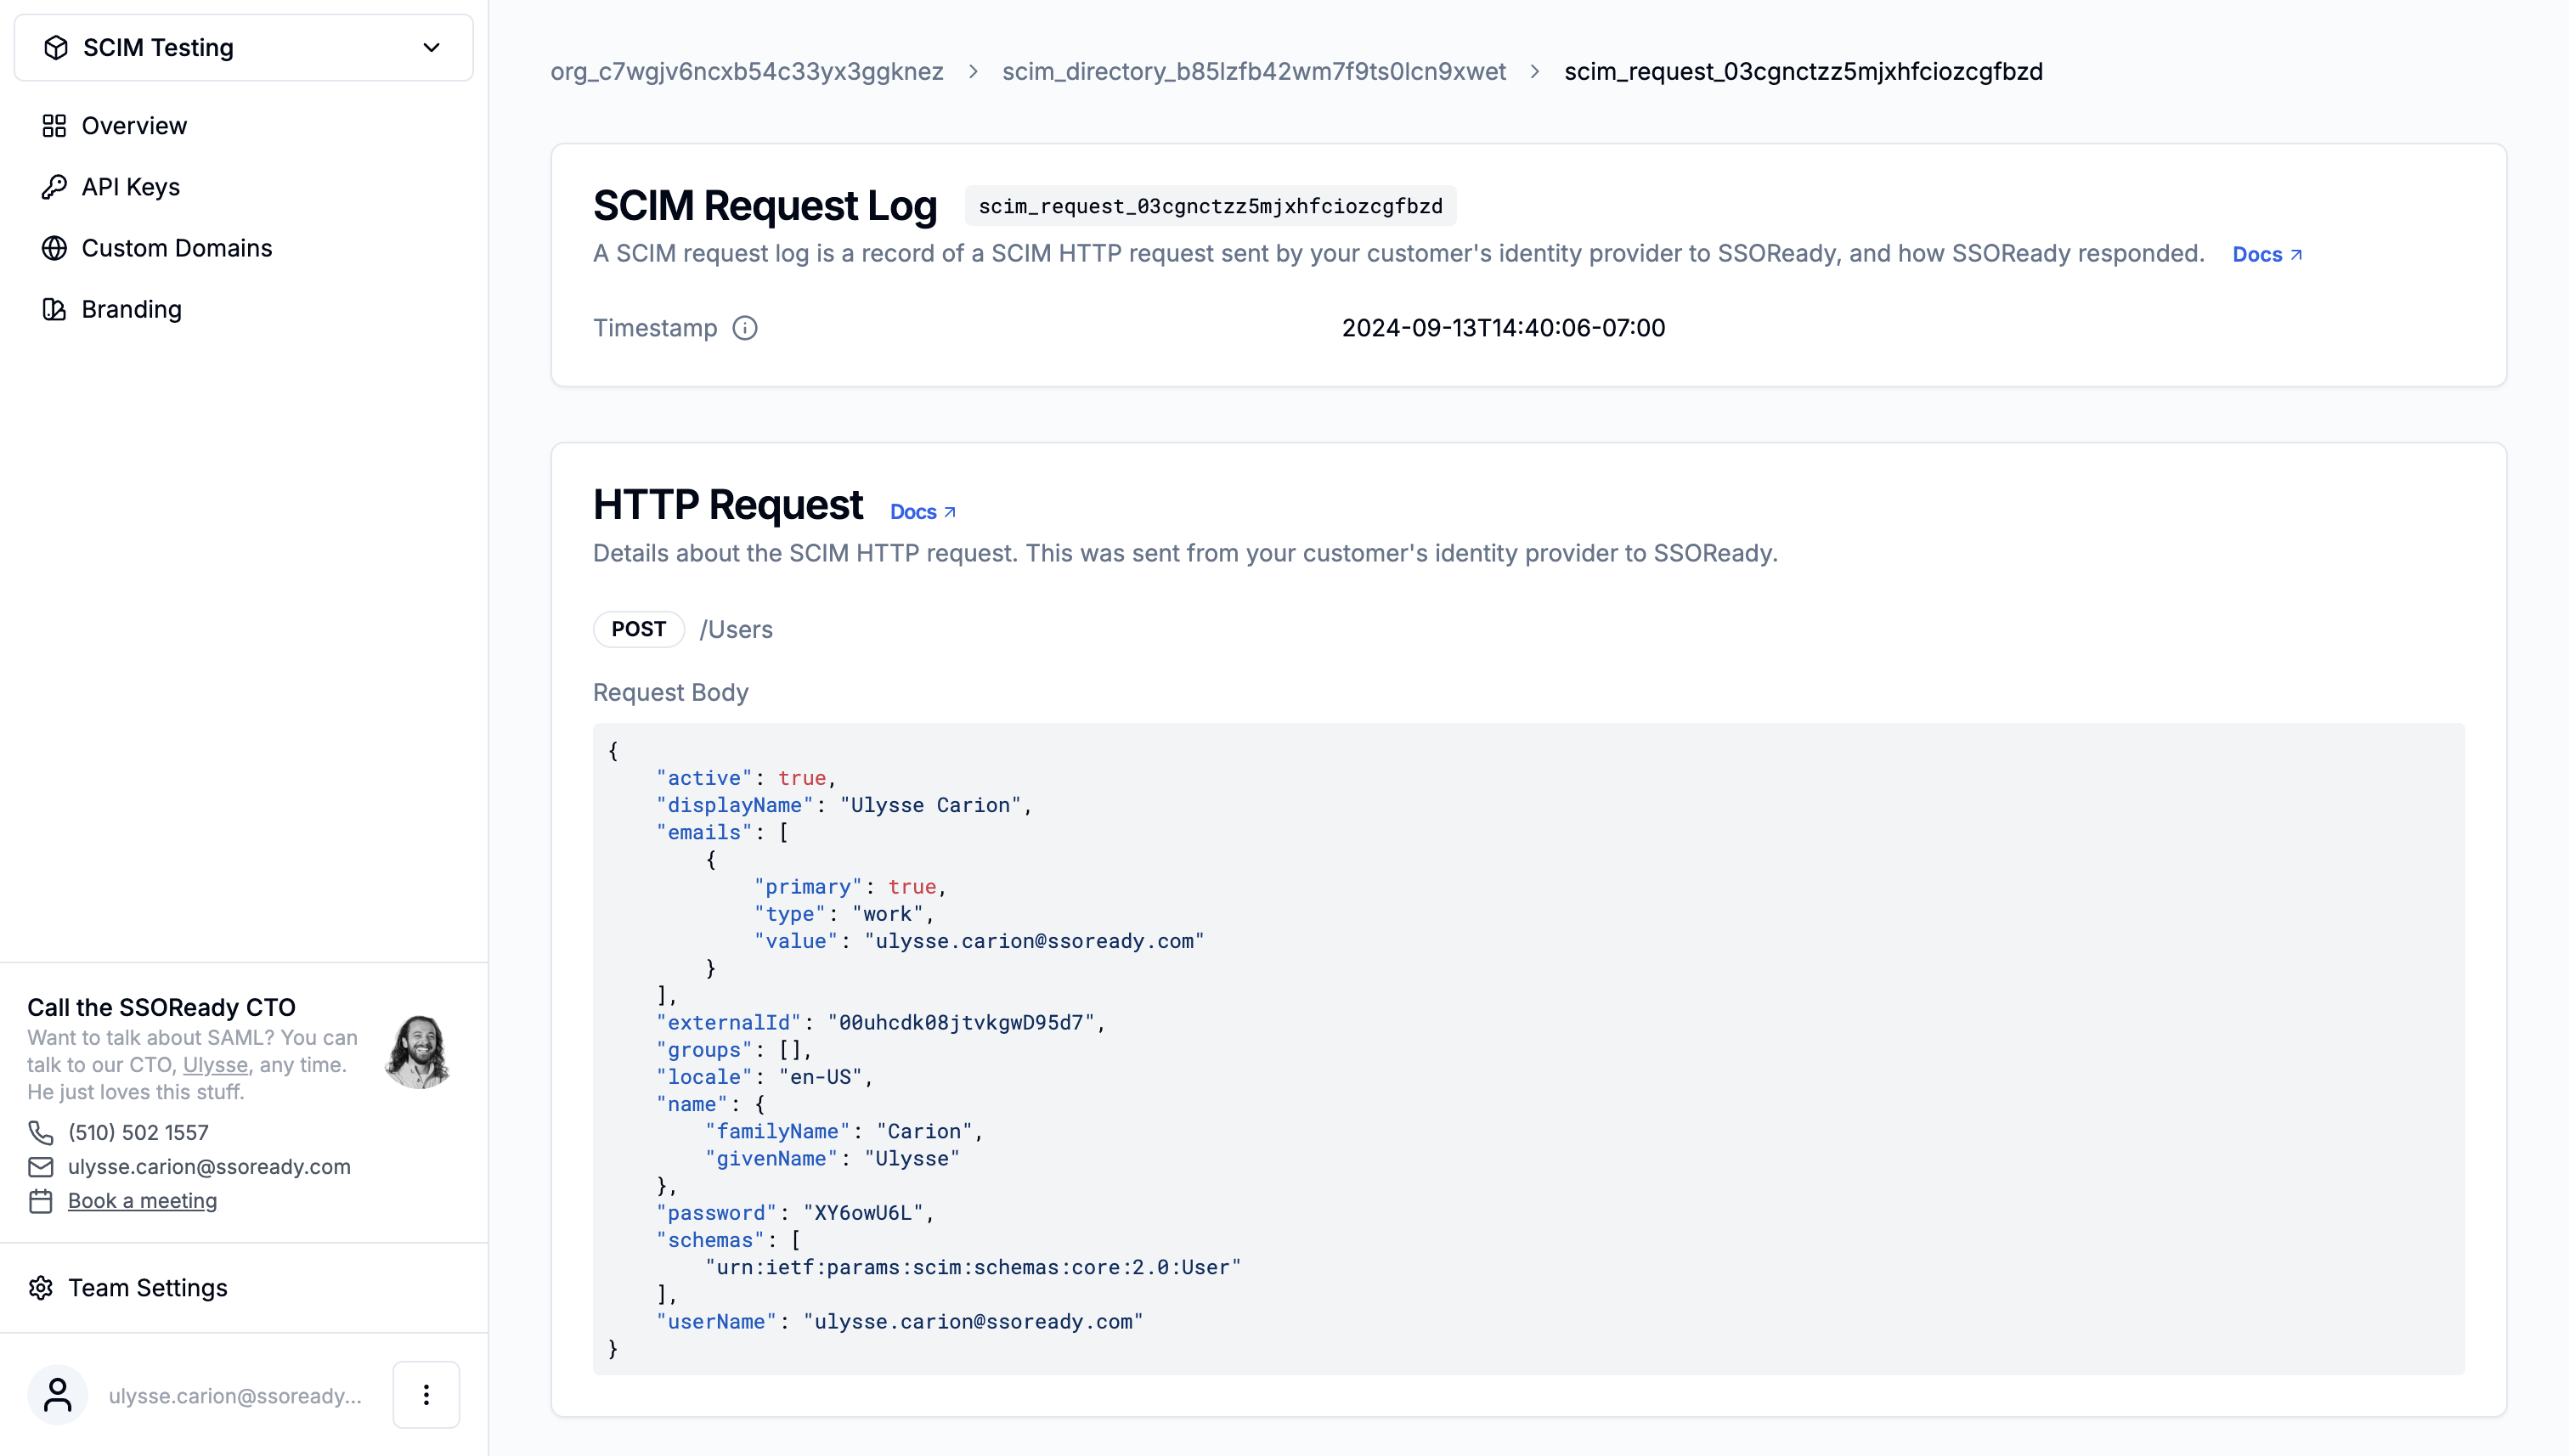 SCIM Testing
Overview
API Keys
Custom Domains
Branding
Call the SSOReady CTO
Want to talk about SAML? You can
talk to our CTO, Ulysse, any time.
He just loves this stuff.
(510) 502 1557
ulysse.carion@ssoready.com
Book a meeting
Team Settings
ulysse.carion@ssoready...
org_c7wgjv6ncxb54c33yx3ggknez > scim_directory_b85lzfb42wm7f9ts0lcn9xwet > scim_request_03cgnctzz5mjxhfciozcgfbzd
SCIM Request Log scim_request_03cgnctzz5mjxhfciozcgfbzd
A SCIM request log is a record of a SCIM HTTP request sent by your customer's identity provider to SSOReady, and how SSOReady responded. Docs
Timestamp 2024-09-13T14:40:06-07:00
HTTP Request Docs
Details about the SCIM HTTP request. This was sent from your customer's identity provider to SSOReady.
POST /Users
Request Body
{
    "active": true,
    "displayName": "Ulysse Carion",
    "emails": [
        {
            "primary": true,
            "type": "work",
            "value": "ulysse.carion@ssoready.com"
        }
    ],
    "externalId": "00uhcdk08jtvkgwD95d7",
    "groups": [],
    "locale": "en-US",
    "name": {
        "familyName": "Carion",
        "givenName": "Ulysse"
    },
    "password": "XY6owU6L",
    "schemas": [
        "urn:ietf:params:scim:schemas:core:2.0:User"
    ],
    "userName": "ulysse.carion@ssoready.com"
}